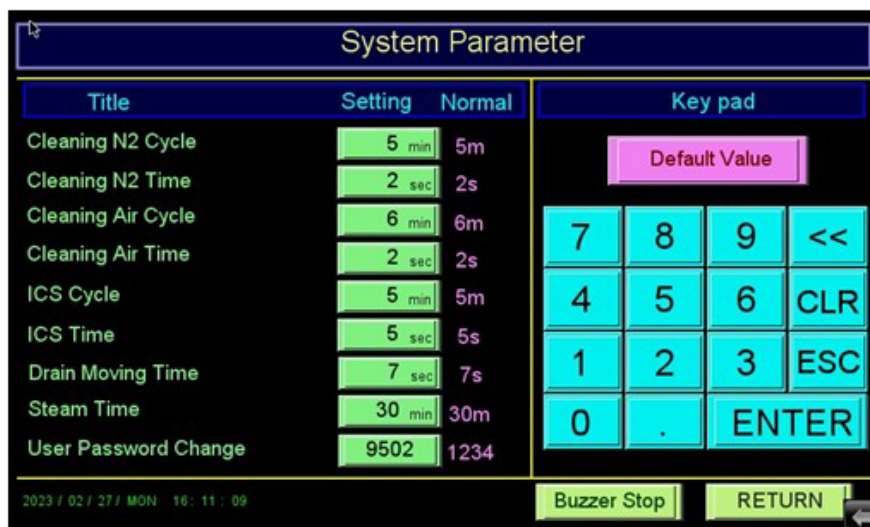 System Parameter
Title Setting Normal
Cleaning N2 Cycle 5 min 5m
Cleaning N2 Time 2 sec 2s
Cleaning Air Cycle 6 min 6m
Cleaning Air Time 2 sec 2s
ICS Cycle 5 min 5m
ICS Time 5 sec 5s
Drain Moving Time 7 sec 7s
Steam Time 30 min 30m
User Password Change 9502 1234
2023 / 02 / 27 / MON 16 : 11 : 09
Key pad
Default Value
7 8 9 <<
4 5 6 CLR
1 2 3 ESC
0 . ENTER
Buzzer Stop RETURN